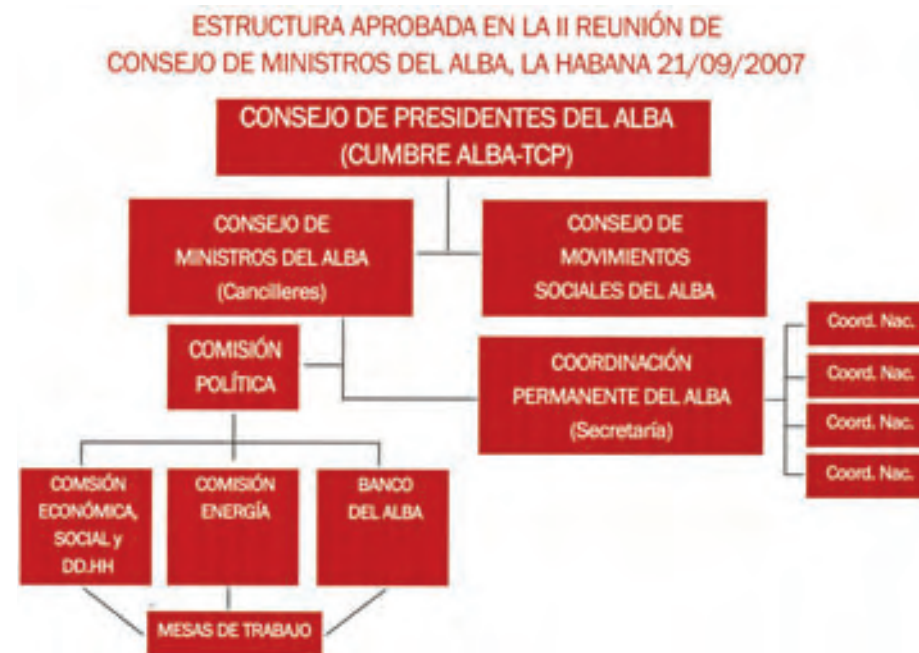 ESTRUCTURA APROBADA EN LA II REUNIÓN DE
CONSEJO DE MINISTROS DEL ALBA, LA HABANA 21/09/2007
CONSEJO DE PRESIDENTES DEL ALBA
(CUMBRE ALBA-TCP)
CONSEJO DE
MINISTROS DEL ALBA
(Cancilleres)
CONSEJO DE
MOVIMIENTOS
SOCIALES DEL ALBA
COMISIÓN
POLÍTICA
COORDINACIÓN
PERMANENTE DEL ALBA
(Secretaría)
Coord. Nac.
Coord. Nac.
Coord. Nac.
Coord. Nac.
COMSIÓN
ECONÓMICA,
SOCIAL y
DD.HH
COMISIÓN
ENERGÍA
BANCO
DEL ALBA
MESAS DE TRABAJO